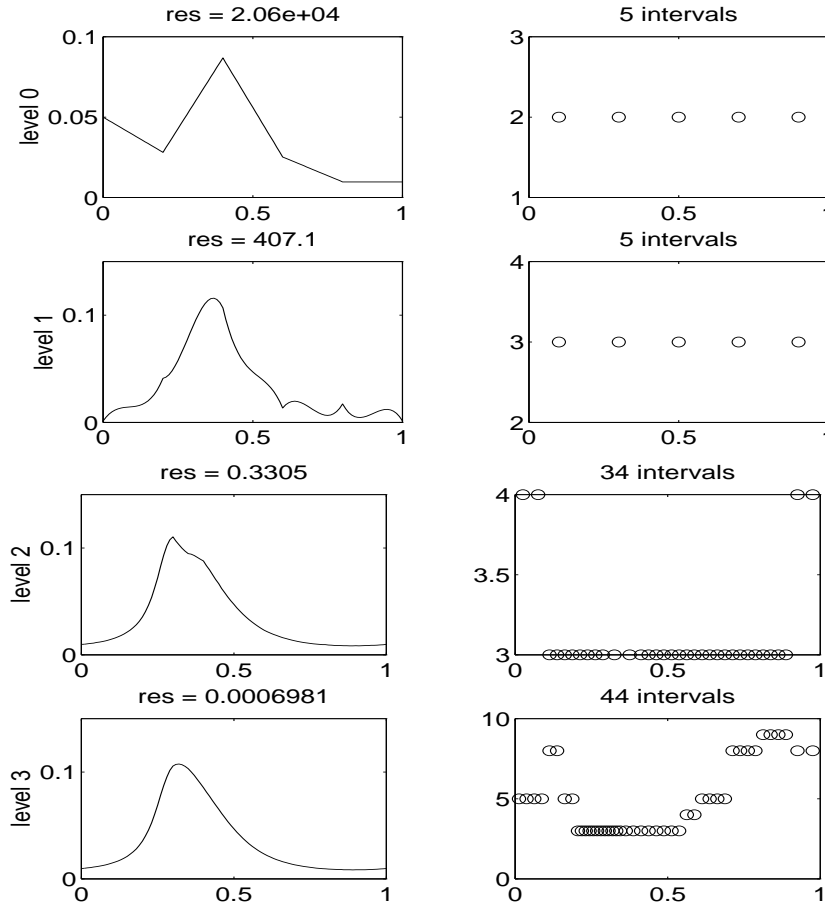 res = 2.06e+04
5 intervals
level 0
0.1
0.05
0
0 0.5 1
3
2
1
0 0.5 1
res = 407.1
5 intervals
level 1
0.1
0
0 0.5 1
4
3
2
0 0.5 1
res = 0.3305
34 intervals
level 2
0.1
0
0 0.5 1
4
3.5
3
0 0.5 1
res = 0.0006981
44 intervals
level 3
0.1
0
0 0.5 1
10
5
0
0 0.5 1